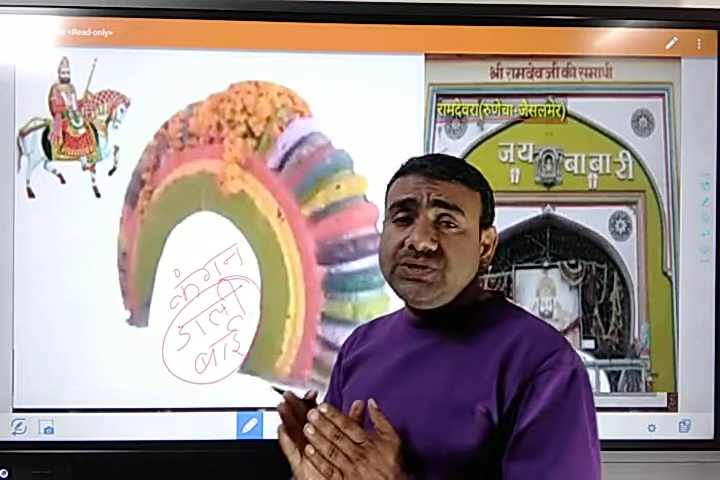 <Read-only>
श्री रामदेवजी की समाधी
रामदेवरा(रुणेचा-जैसलमेर)
जय बाबा री
कंगन
डाली
बाई